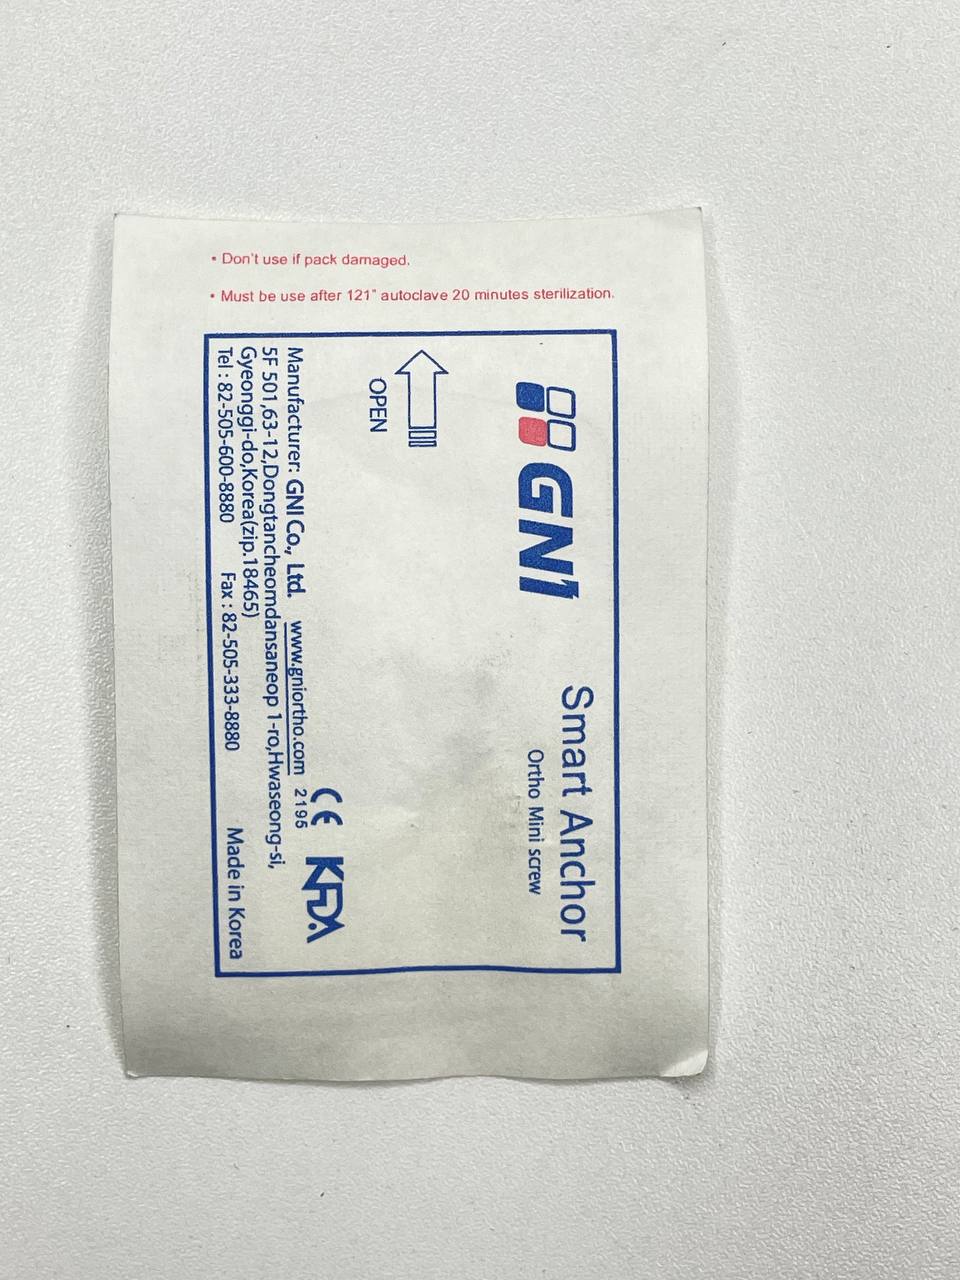 • Don't use if pack damaged.
• Must be use after 121° autoclave 20 minutes sterilization.
GNI
Smart Anchor
Ortho Mini screw
OPEN
CE KFDA
2195
Manufacturer: GNI Co., Ltd. www.gniortho.com
5F 501,63-12,Dongtancheomdansaneop 1-ro,Hwaseong-si,
Gyeonggi-do,Korea(zip.18465)
Tel : 82-505-600-8880 Fax : 82-505-333-8880 Made in Korea